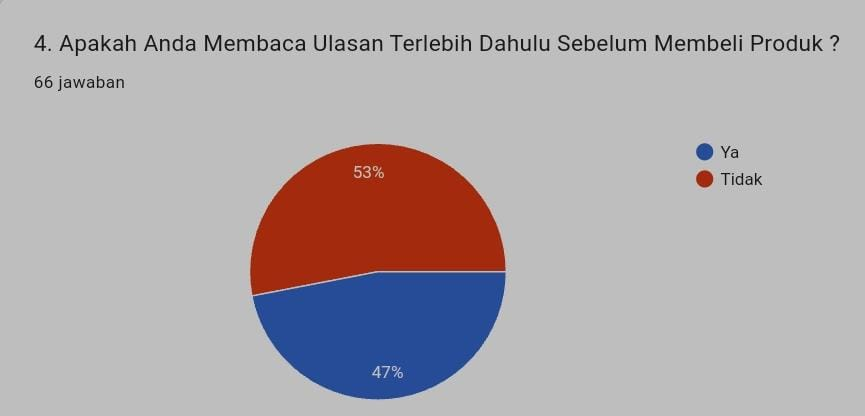 4. Apakah Anda Membaca Ulasan Terlebih Dahulu Sebelum Membeli Produk ?
66 jawaban
53%
47%
Ya
Tidak